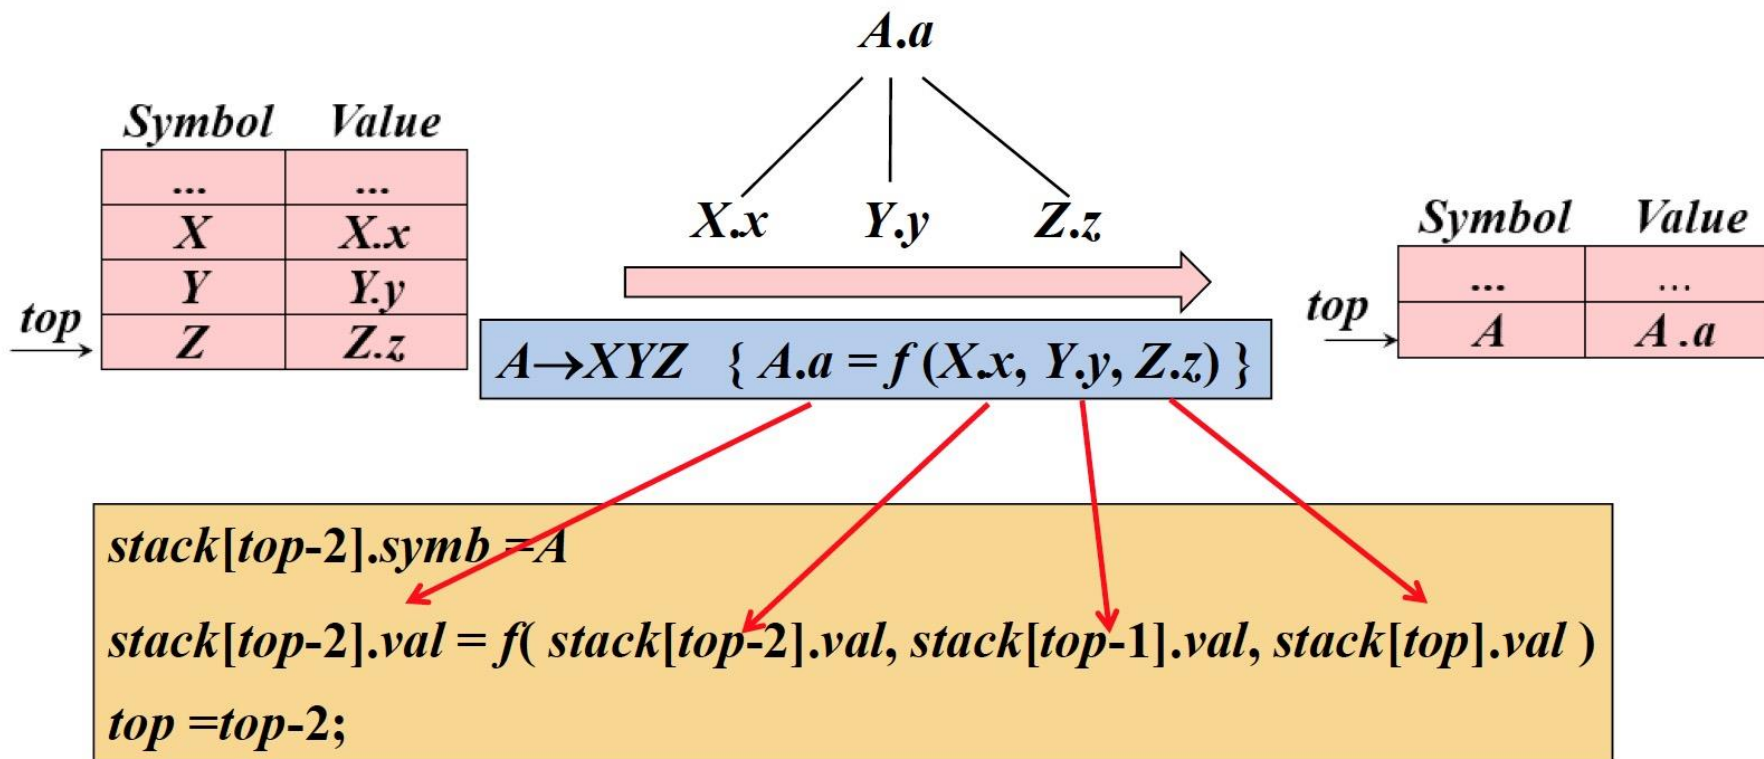 A.a
Symbol Value
... ...
X X.x
Y Y.y
top Z Z.z
X.x Y.y Z.z
Symbol Value
... ...
top A A .a
A→XYZ { A.a = f (X.x, Y.y, Z.z) }
stack[top-2].symb =A
stack[top-2].val = f( stack[top-2].val, stack[top-1].val, stack[top].val )
top =top-2;